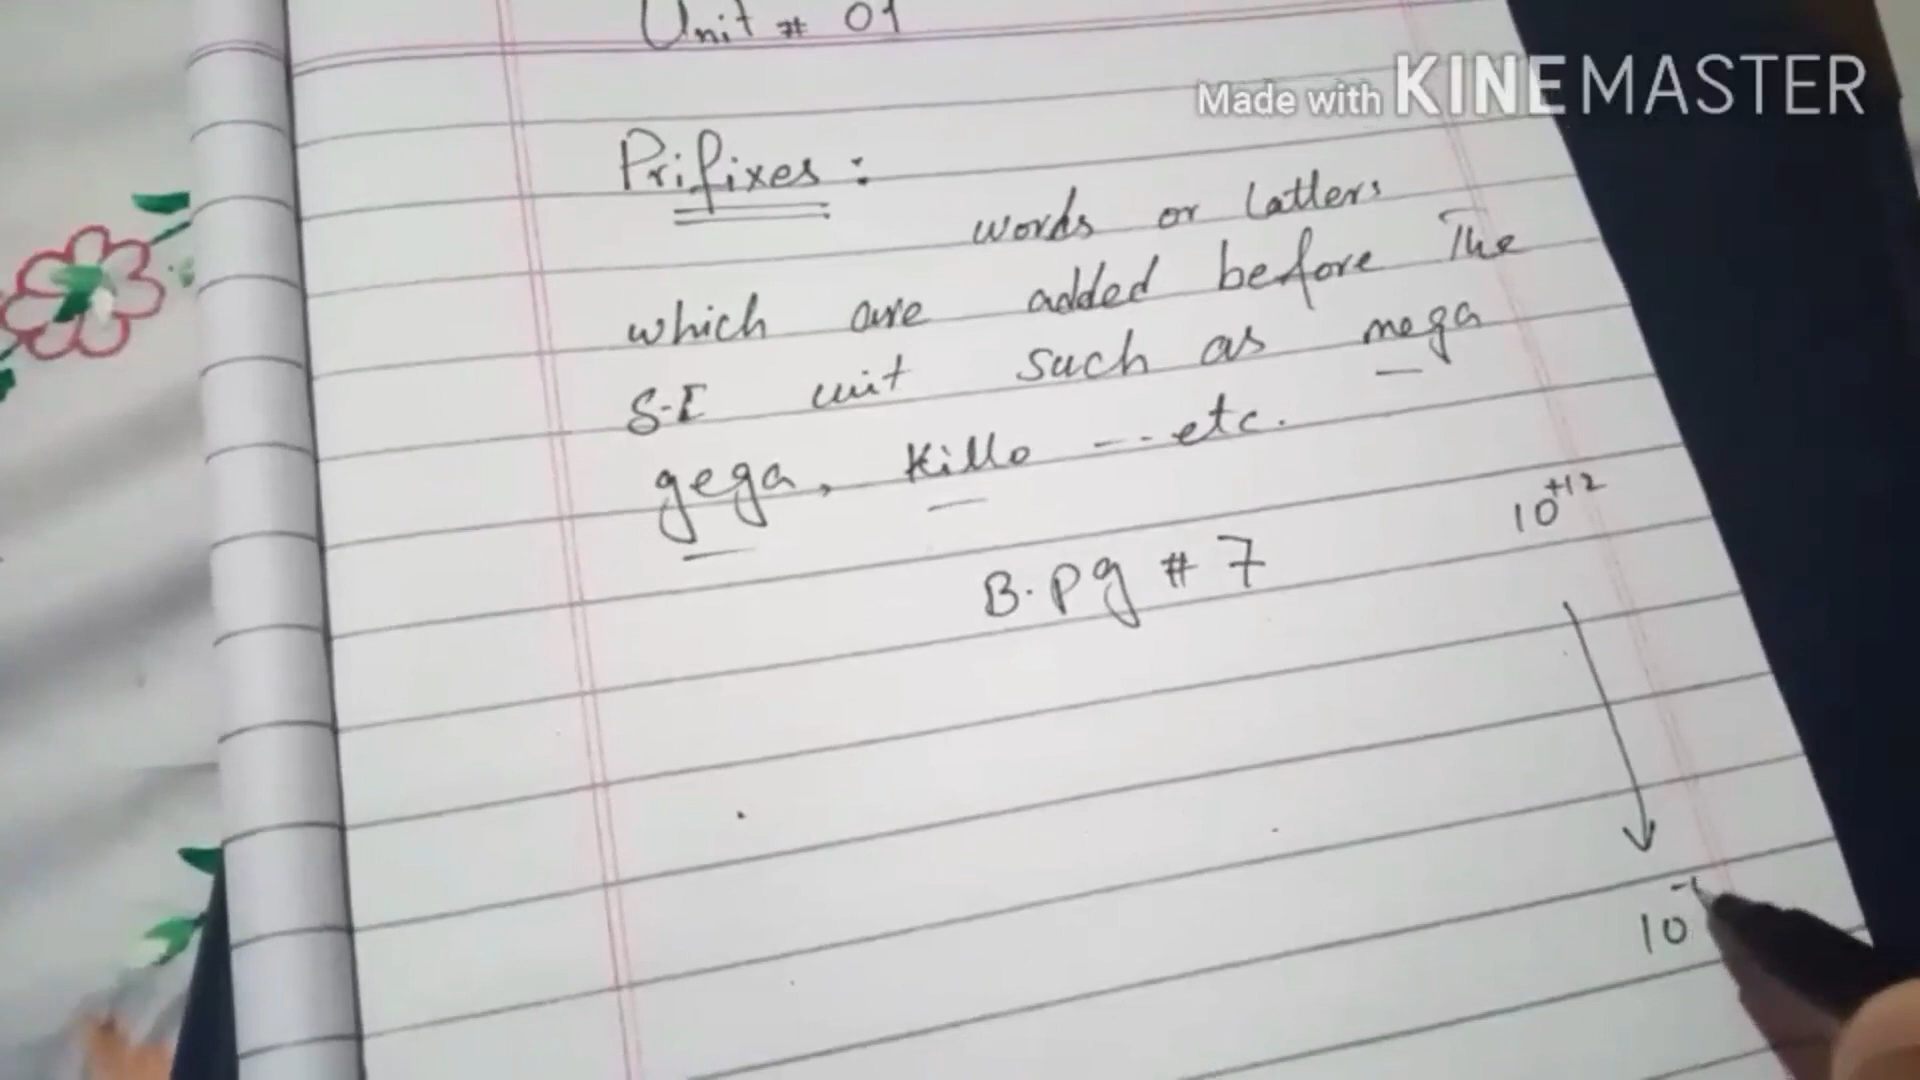 Unit # 01
Made with KINEMASTER
Prifixes :
words or latters
which are added before The
S.I unit such as mega
gega, Killo --- etc.
10+12
B.Pg # 7
10-